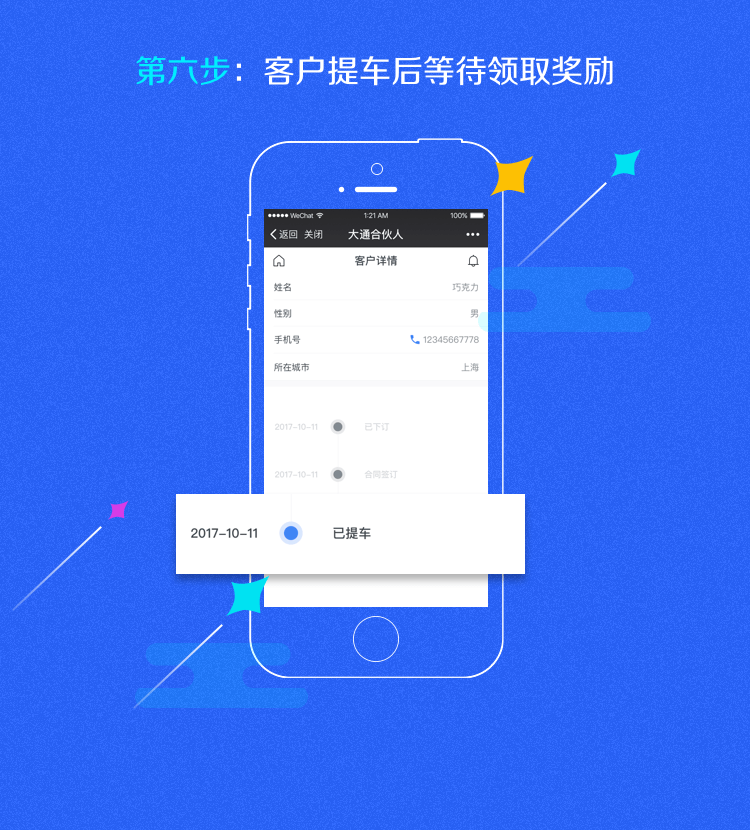 第六步：客户提车后等待领取奖励
WeChat 1:21 AM 100%
返回 关闭 大通合伙人
客户详情
姓名 巧克力
性别 男
手机号 12345667778
所在城市 上海
2017-10-11 已下订
2017-10-11 合同签订
2017-10-11 已提车